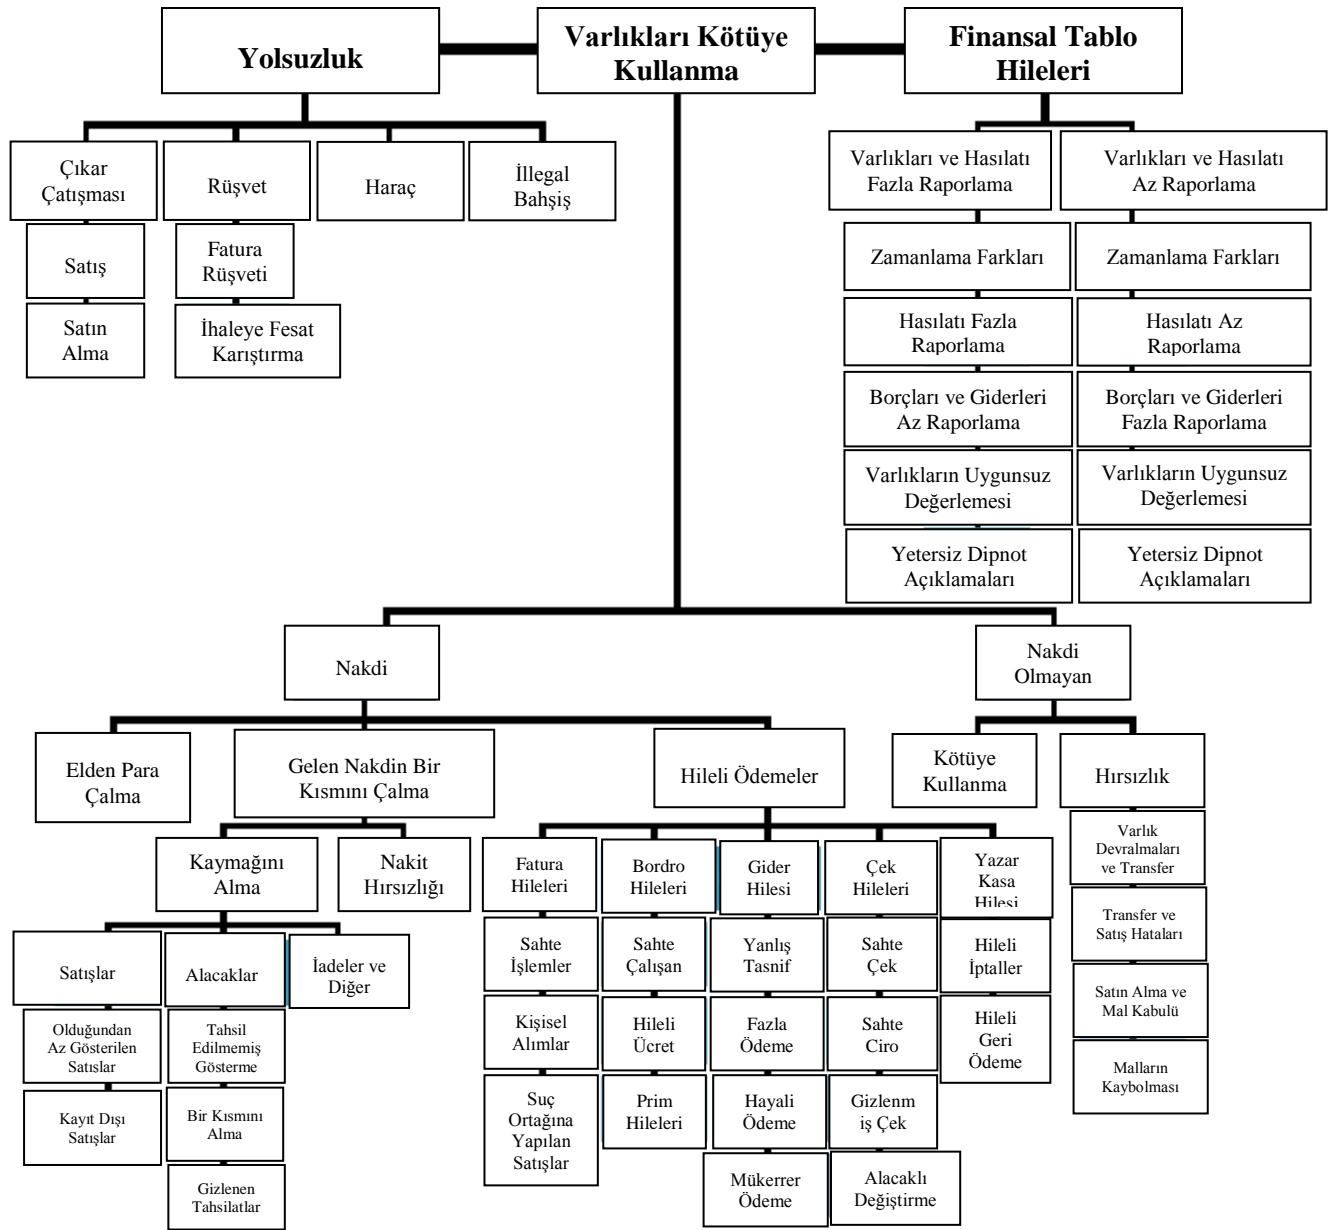 Yolsuzluk
Varlıkları Kötüye
Kullanma
Finansal Tablo
Hileleri
Çıkar
Çatışması
Rüşvet
Haraç
İllegal
Bahşiş
Satış
Fatura
Rüşveti
Satın
Alma
İhaleye Fesat
Karıştırma
Varlıkları ve Hasılatı
Fazla Raporlama
Varlıkları ve Hasılatı
Az Raporlama
Zamanlama Farkları
Zamanlama Farkları
Hasılatı Fazla
Raporlama
Hasılatı Az
Raporlama
Borçları ve Giderleri
Az Raporlama
Borçları ve Giderleri
Fazla Raporlama
Varlıkların Uygunsuz
Değerlemesi
Varlıkların Uygunsuz
Değerlemesi
Yetersiz Dipnot
Açıklamaları
Yetersiz Dipnot
Açıklamaları
Nakdi
Nakdi
Olmayan
Elden Para
Çalma
Gelen Nakdin Bir
Kısmını Çalma
Hileli Ödemeler
Kötüye
Kullanma
Hırsızlık
Kaymağını
Alma
Nakit
Hırsızlığı
Fatura
Hileleri
Bordro
Hileleri
Gider
Hilesi
Çek
Hileleri
Yazar
Kasa
Hilesi
Varlık
Devralmaları
ve Transfer
Satışlar
Alacaklar
İadeler ve
Diğer
Sahte
İşlemler
Sahte
Çalışan
Yanlış
Tasnif
Sahte
Çek
Hileli
İptaller
Transfer ve
Satış Hataları
Olduğundan
Az Gösterilen
Satışlar
Tahsil
Edilmemiş
Gösterme
Kişisel
Alımlar
Hileli
Ücret
Fazla
Ödeme
Sahte
Ciro
Hileli
Geri
Ödeme
Satın Alma ve
Mal Kabulü
Kayıt Dışı
Satışlar
Bir Kısmını
Alma
Suç
Ortağına
Yapılan
Satışlar
Prim
Hileleri
Hayali
Ödeme
Gizlenm
iş Çek
Malların
Kaybolması
Gizlenen
Tahsilatlar
Mükerrer
Ödeme
Alacaklı
Değiştirme